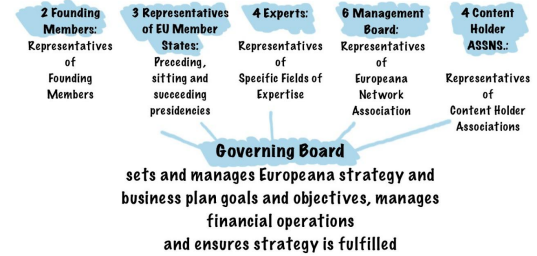 2 Founding
Members:
Representatives
of
Founding
Members
3 Representatives
of EU Member
States:
Preceding,
sitting and
succeeding
presidencies
4 Experts:
Representatives
of
Specific Fields of
Expertise
6 Management
Board:
Representatives
of
Europeana
Network
Association
4 Content
Holder
ASSNS.:
Representatives
of
Content Holder
Associations
Governing Board
sets and manages Europeana strategy and
business plan goals and objectives, manages
financial operations
and ensures strategy is fulfilled